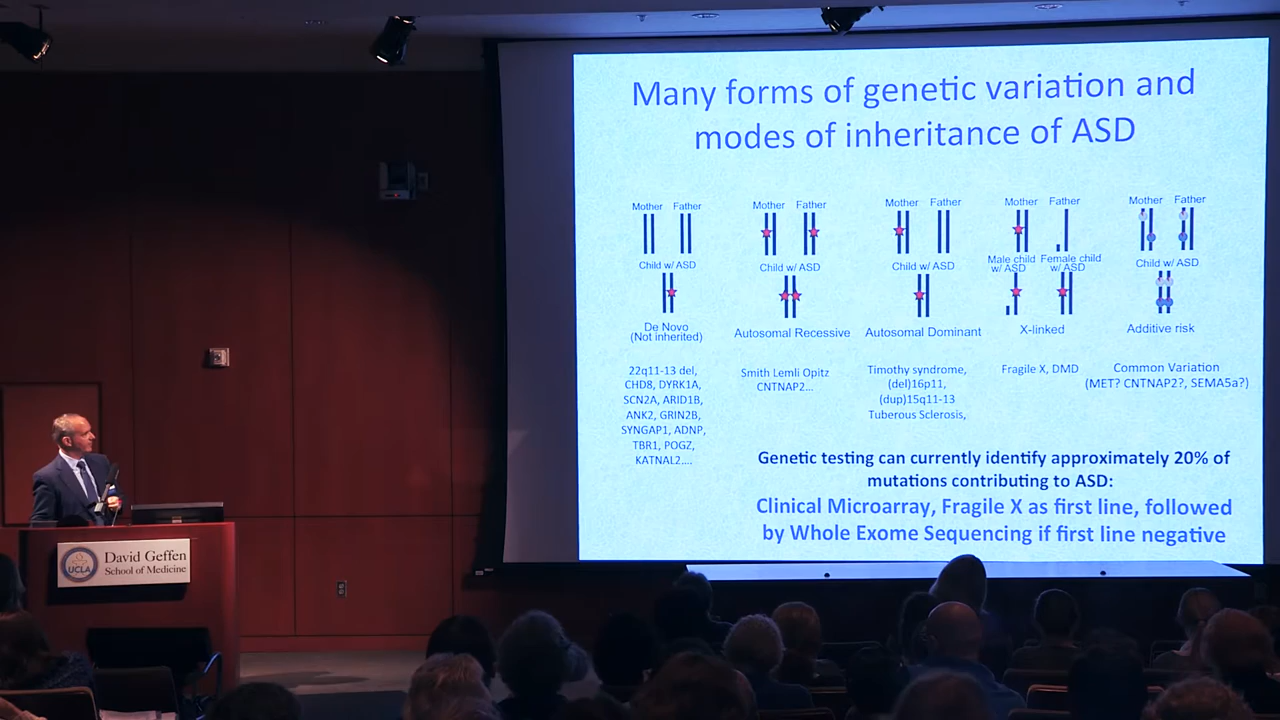 Many forms of genetic variation and
modes of inheritance of ASD
Mother Father
Child w/ ASD
De Novo
(Not inherited)
22q11-13 del,
CHD8, DYRK1A,
SCN2A, ARID1B,
ANK2, GRIN2B,
SYNGAP1, ADNP,
TBR1, POGZ,
KATNAL2....
Mother Father
Child w/ ASD
Autosomal Recessive
Smith Lemli Opitz
CNTNAP2...
Mother Father
Child w/ ASD
Autosomal Dominant
Timothy syndrome,
(del)16p11,
(dup)15q11-13
Tuberous Sclerosis,
Mother Father
Male child
w/ ASD
Female child
w/ ASD
X-linked
Fragile X, DMD
Mother Father
Child w/ ASD
Additive risk
Common Variation
(MET? CNTNAP2?, SEMA5a?)
Genetic testing can currently identify approximately 20% of
mutations contributing to ASD:
Clinical Microarray, Fragile X as first line, followed
by Whole Exome Sequencing if first line negative
UCLA
David Geffen
School of Medicine